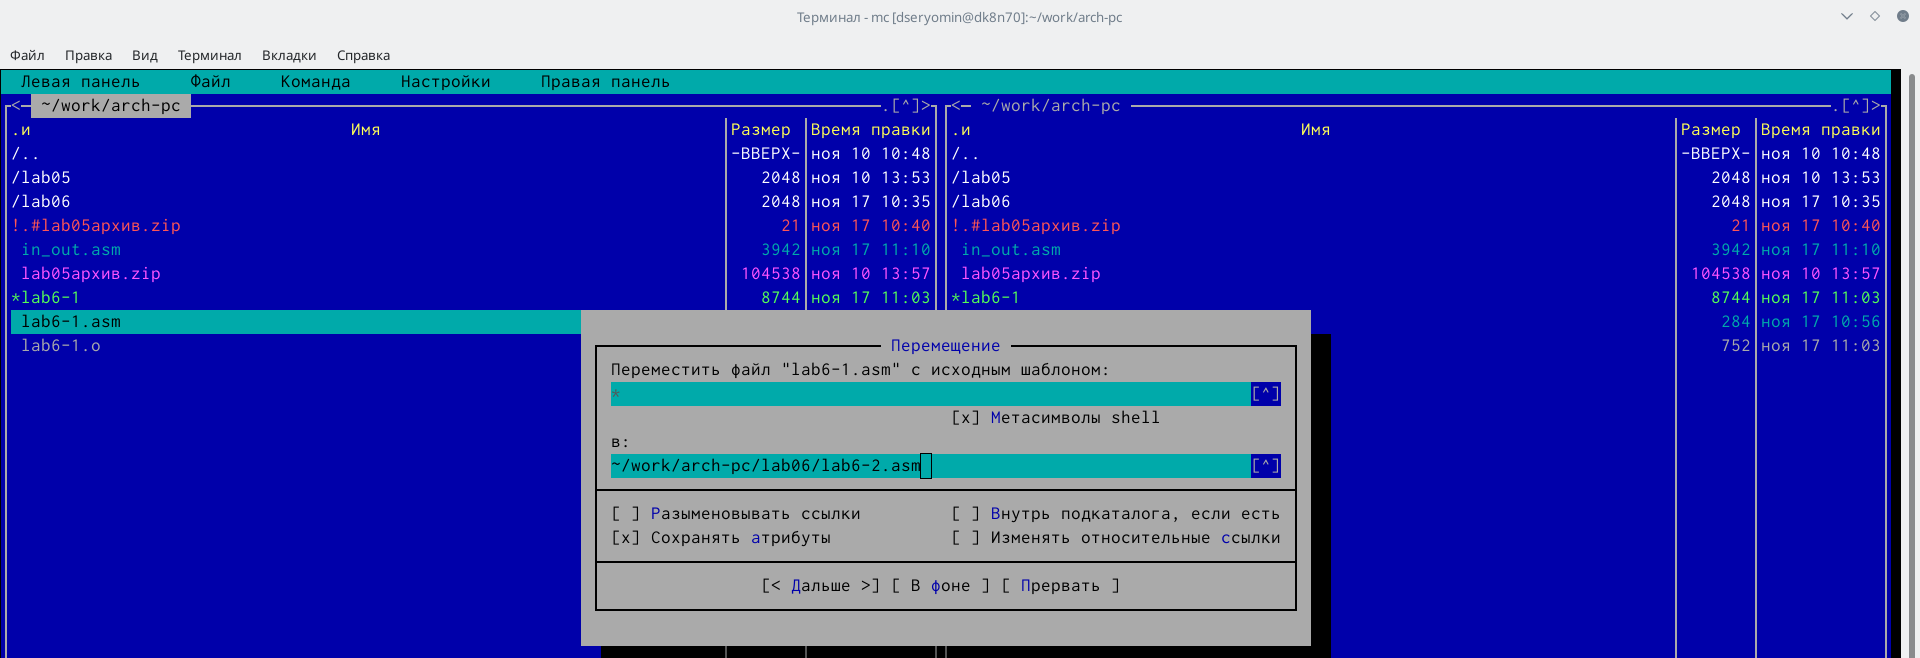 Терминал - mc [dseryomin@dk8n70]:~/work/arch-pc
Файл Правка Вид Терминал Вкладки Справка
Левая панель Файл Команда Настройки Правая панель
<─ ~/work/arch-pc .[^]> <─ ~/work/arch-pc .[^]>
.и Имя Размер Время правки .и Имя Размер Время правки
/.. -ВВЕРХ- ноя 10 10:48 /.. -ВВЕРХ- ноя 10 10:48
/lab05 2048 ноя 10 13:53 /lab05 2048 ноя 10 13:53
/lab06 2048 ноя 17 10:35 /lab06 2048 ноя 17 10:35
!.#lab05архив.zip 21 ноя 17 10:40 !.#lab05архив.zip 21 ноя 17 10:40
in_out.asm 3942 ноя 17 11:10 in_out.asm 3942 ноя 17 11:10
lab05архив.zip 104538 ноя 10 13:57 lab05архив.zip 104538 ноя 10 13:57
*lab6-1 8744 ноя 17 11:03 *lab6-1 8744 ноя 17 11:03
lab6-1.asm 284 ноя 17 10:56
lab6-1.o 752 ноя 17 11:03
Перемещение
Переместить файл "lab6-1.asm" с исходным шаблоном:
* [^]
[x] Метасимволы shell
в:
~/work/arch-pc/lab06/lab6-2.asm [^]
[ ] Разыменовывать ссылки [ ] Внутрь подкаталога, если есть
[x] Сохранять атрибуты [ ] Изменять относительные ссылки
[< Дальше >] [ В фоне ] [ Прервать ]